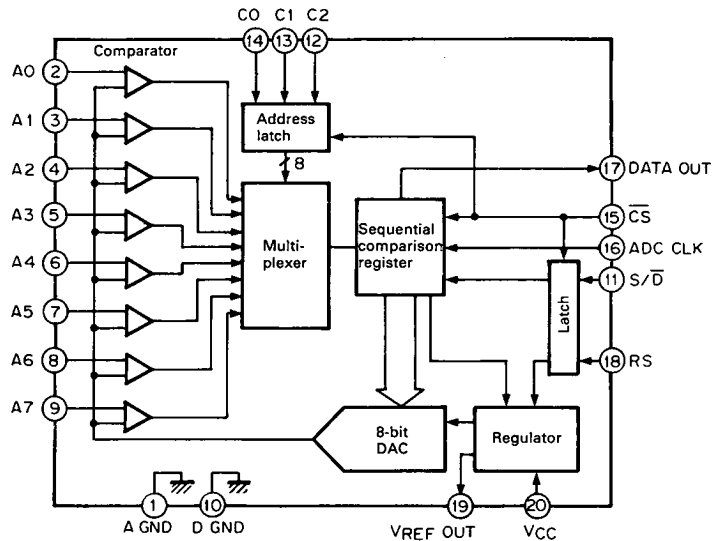 C0 C1 C2
14 13 12
Comparator
A0 2
A1 3
A2 4
A3 5
A4 6
A5 7
A6 8
A7 9
Address
latch
8
Multi-
plexer
Sequential
comparison
register
17 DATA OUT
15 C̅S̅
16 ADC CLK
11 S/D̅
Latch
18 RS
8-bit
DAC
Regulator
1 10 19 20
A GND D GND VREF OUT VCC